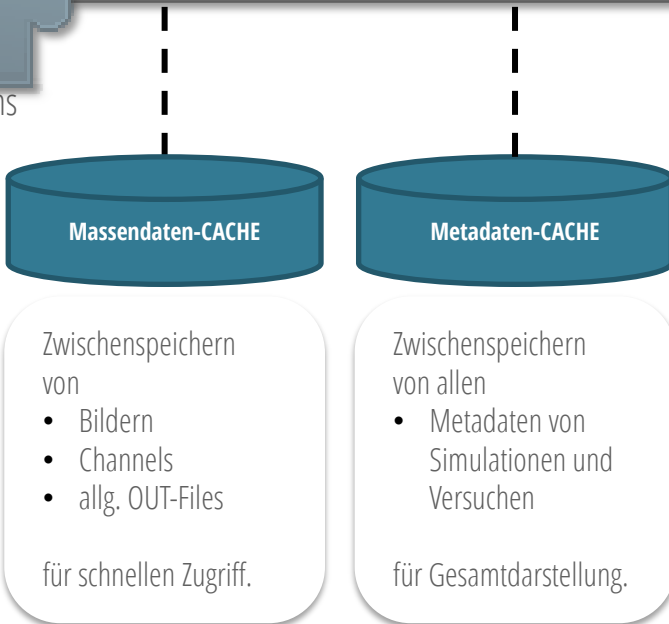 Massendaten-CACHE
Zwischenspeichern
von
• Bildern
• Channels
• allg. OUT-Files
für schnellen Zugriff.
Metadaten-CACHE
Zwischenspeichern
von allen
• Metadaten von
Simulationen und
Versuchen
für Gesamtdarstellung.